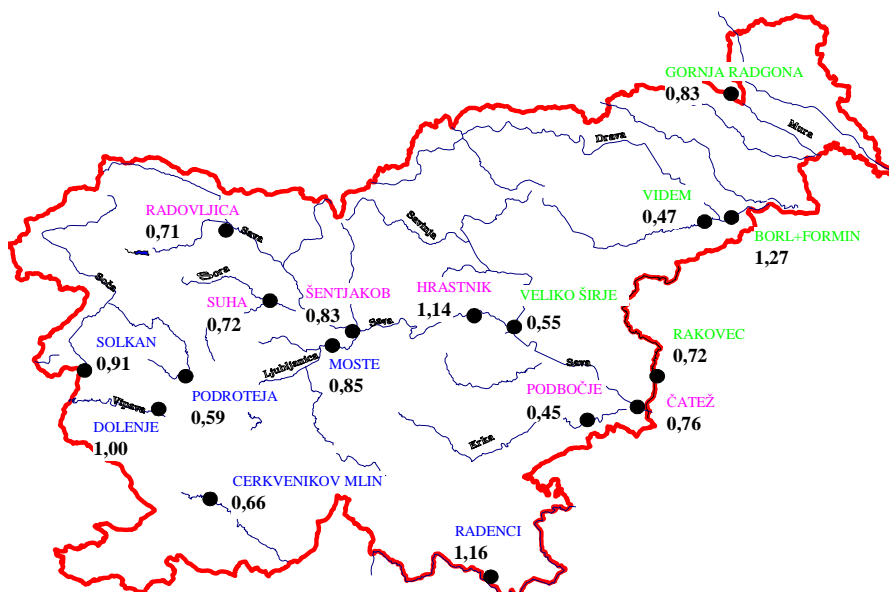 GORNJA RADGONA
0,83
Mura
Drava
VIDEM
0,47
BORL+FORMIN
1,27
RADOVLJICA
0,71
Sava
Savinja
Sora
Soča
SUHA
0,72
ŠENTJAKOB
0,83
Sava
HRASTNIK
1,14
VELIKO ŠIRJE
0,55
SOLKAN
0,91
Ljubljanica
MOSTE
0,85
Sava
RAKOVEC
0,72
PODROTEJA
0,59
Vipava
DOLENJE
1,00
PODBOČJE
0,45
ČATEŽ
0,76
Krka
CERKVENIKOV MLIN
0,66
RADENCI
1,16